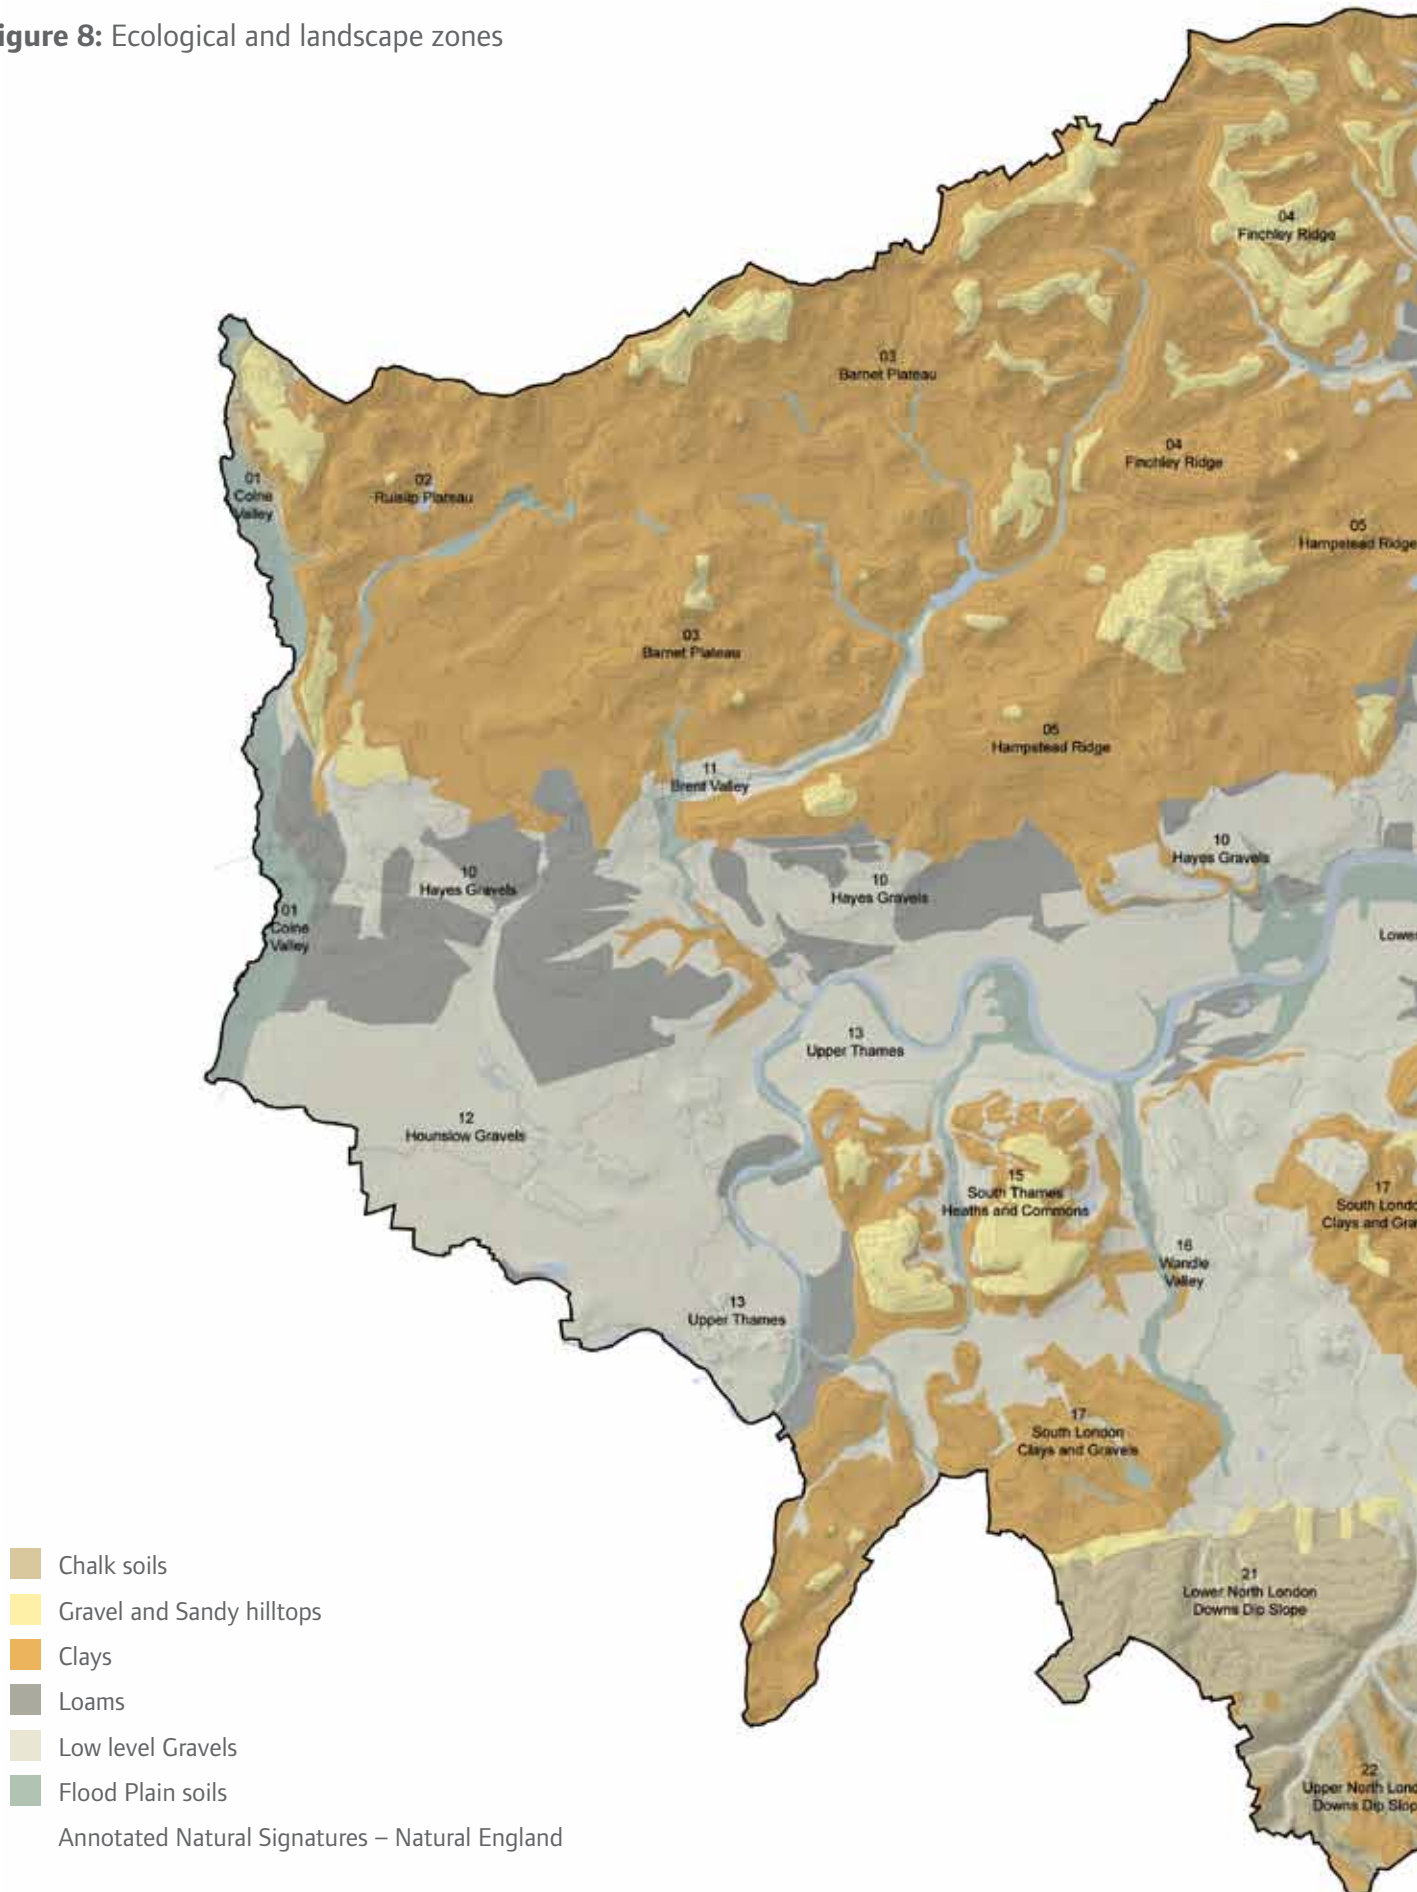 igure 8: Ecological and landscape zones
04
Finchley Ridge
03
Barnet Plateau
04
Finchley Ridge
01
Colne
Valley
02
Ruislip Plateau
05
Hampstead Ridge
03
Barnet Plateau
05
Hampstead Ridge
11
Brent Valley
10
Hayes Gravels
10
Hayes Gravels
10
Hayes Gravels
01
Colne
Valley
Lower
13
Upper Thames
12
Hounslow Gravels
15
South Thames
Heaths and Commons
17
South Londo
Clays and Gra
16
Wandle
Valley
13
Upper Thames
17
South London
Clays and Gravels
21
Lower North London
Downs Dip Slope
22
Upper North Lond
Downs Dip Slop
Chalk soils
Gravel and Sandy hilltops
Clays
Loams
Low level Gravels
Flood Plain soils
Annotated Natural Signatures – Natural England